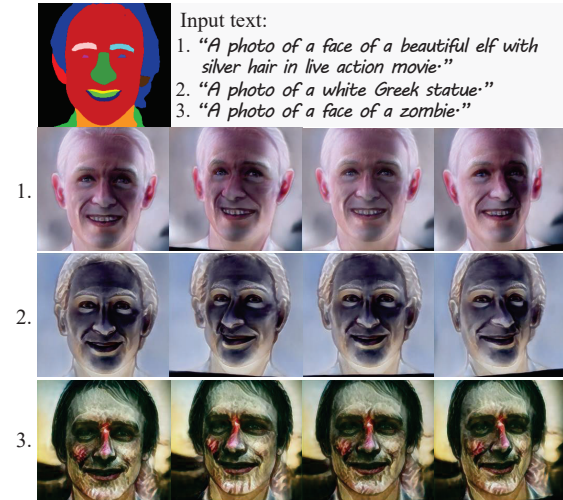 Input text:
1. “A photo of a face of a beautiful elf with
silver hair in live action movie.”
2. “A photo of a white Greek statue.”
3. “A photo of a face of a zombie.”
1.
2.
3.